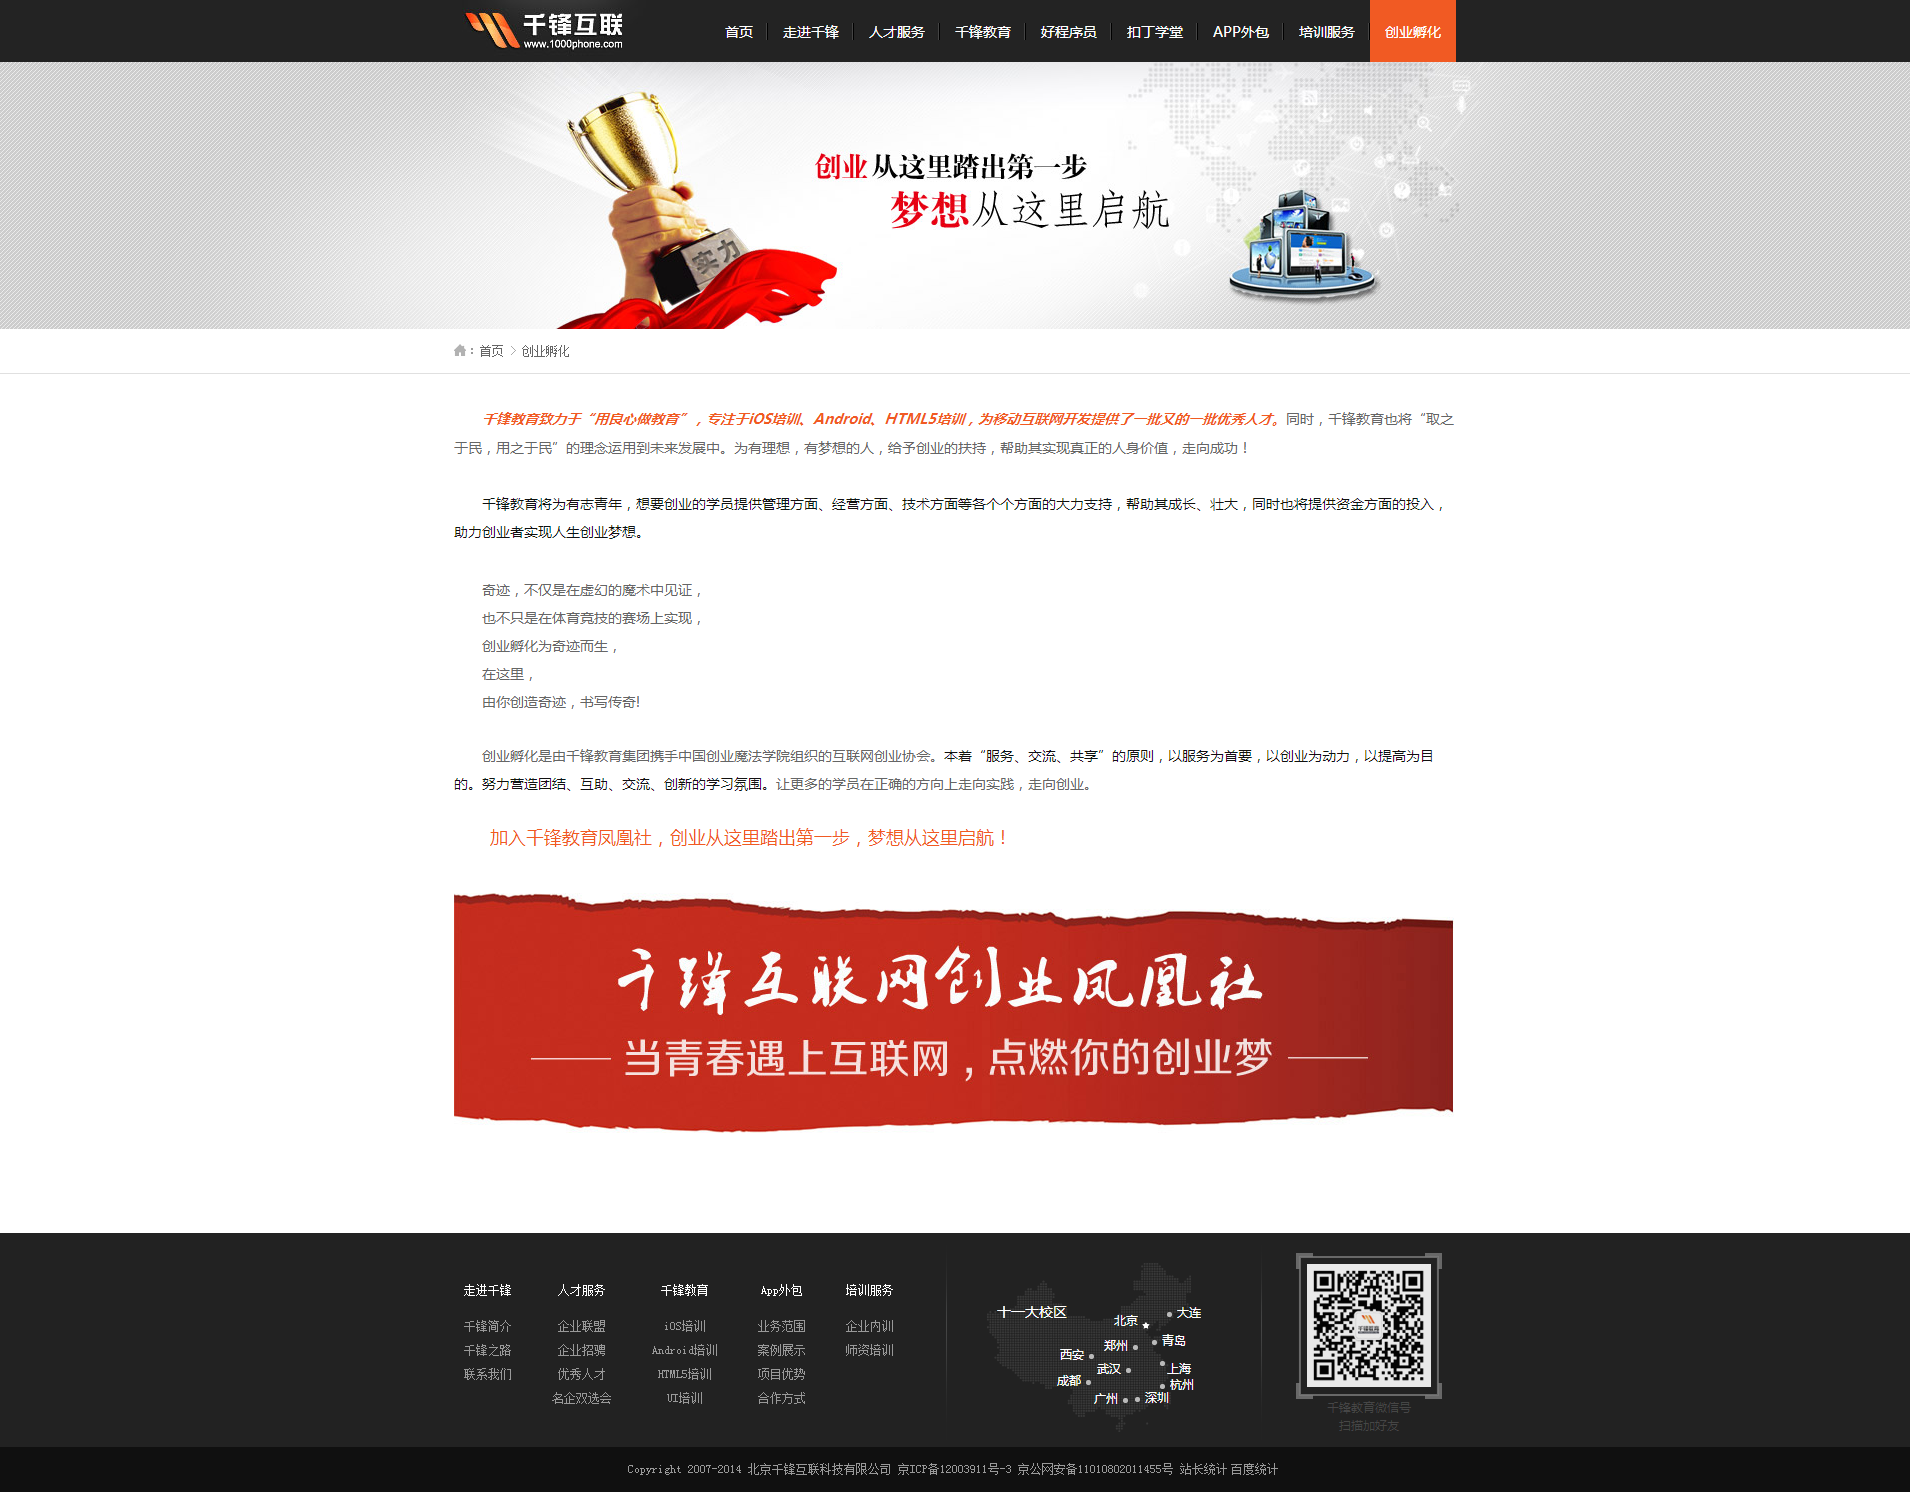 千锋互联
www.1000phone.com
首页
走进千锋
人才服务
千锋教育
好程序员
扣丁学堂
APP外包
培训服务
创业孵化
创业从这里踏出第一步
梦想从这里启航
实力
：首页 > 创业孵化
千锋教育致力于“用良心做教育”，专注于iOS培训、Android、HTML5培训，为移动互联网开发提供了一批又的一批优秀人才。同时，千锋教育也将“取之
于民，用之于民”的理念运用到未来发展中。为有理想，有梦想的人，给予创业的扶持，帮助其实现真正的人身价值，走向成功！
千锋教育将为有志青年，想要创业的学员提供管理方面、经营方面、技术方面等各个个方面的大力支持，帮助其成长、壮大，同时也将提供资金方面的投入，
助力创业者实现人生创业梦想。
奇迹，不仅是在虚幻的魔术中见证，
也不只是在体育竞技的赛场上实现，
创业孵化为奇迹而生，
在这里，
由你创造奇迹，书写传奇!
创业孵化是由千锋教育集团携手中国创业魔法学院组织的互联网创业协会。本着“服务、交流、共享”的原则，以服务为首要，以创业为动力，以提高为目
的。努力营造团结、互助、交流、创新的学习氛围。让更多的学员在正确的方向上走向实践，走向创业。
加入千锋教育凤凰社，创业从这里踏出第一步，梦想从这里启航！
千锋互联网创业凤凰社
当青春遇上互联网，点燃你的创业梦
走进千锋
千锋简介
千锋之路
联系我们
人才服务
企业联盟
企业招聘
优秀人才
名企双选会
千锋教育
iOS培训
Android培训
HTML5培训
UI培训
App外包
业务范围
案例展示
项目优势
合作方式
培训服务
企业内训
师资培训
十一大校区
大连
北京
青岛
郑州
西安
上海
武汉
成都
杭州
广州
深圳
千锋教育
千锋教育微信号
扫描加好友
Copyright 2007-2014 北京千锋互联科技有限公司 京ICP备12003911号-3 京公网安备11010802011455号 站长统计 百度统计